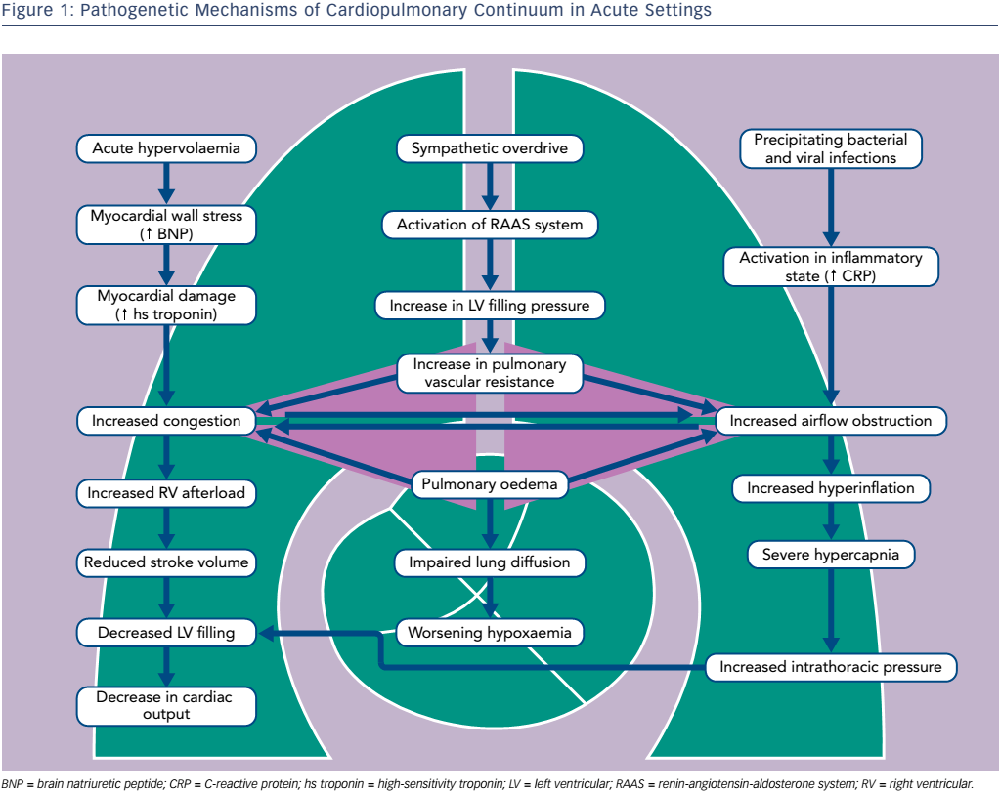 Figure 1: Pathogenetic Mechanisms of Cardiopulmonary Continuum in Acute Settings
Acute hypervolaemia
Myocardial wall stress
(↑ BNP)
Myocardial damage
(↑ hs troponin)
Increased congestion
Increased RV afterload
Reduced stroke volume
Decreased LV filling
Decrease in cardiac
output
Sympathetic overdrive
Activation of RAAS system
Increase in LV filling pressure
Increase in pulmonary
vascular resistance
Pulmonary oedema
Impaired lung diffusion
Worsening hypoxaemia
Precipitating bacterial
and viral infections
Activation in inflammatory
state (↑ CRP)
Increased airflow obstruction
Increased hyperinflation
Severe hypercapnia
Increased intrathoracic pressure
BNP = brain natriuretic peptide; CRP = C-reactive protein; hs troponin = high-sensitivity troponin; LV = left ventricular; RAAS = renin-angiotensin-aldosterone system; RV = right ventricular.